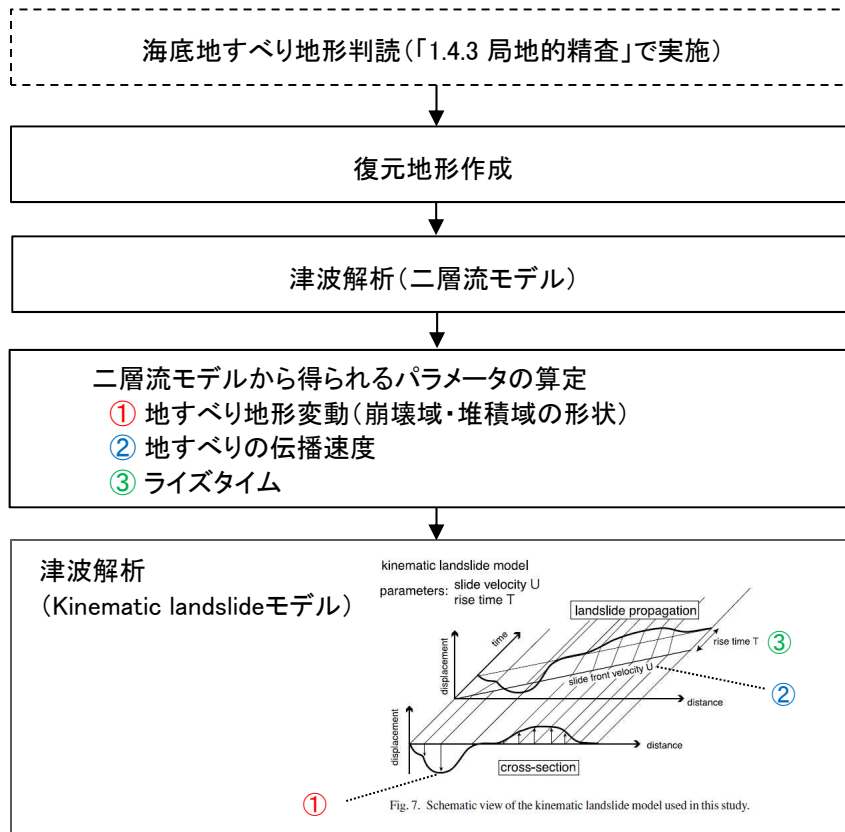 海底地すべり地形判読(「1.4.3 局地的精査」で実施)
復元地形作成
津波解析(二層流モデル)
二層流モデルから得られるパラメータの算定
① 地すべり地形変動(崩壊域・堆積域の形状)
② 地すべりの伝播速度
③ ライズタイム
津波解析
(Kinematic landslideモデル)
kinematic landslide model
parameters: slide velocity U
rise time T
landslide propagation
time
displacement
rise time T
③
slide front velocity U
②
distance
displacement
distance
cross-section
①
Fig. 7. Schematic view of the kinematic landslide model used in this study.